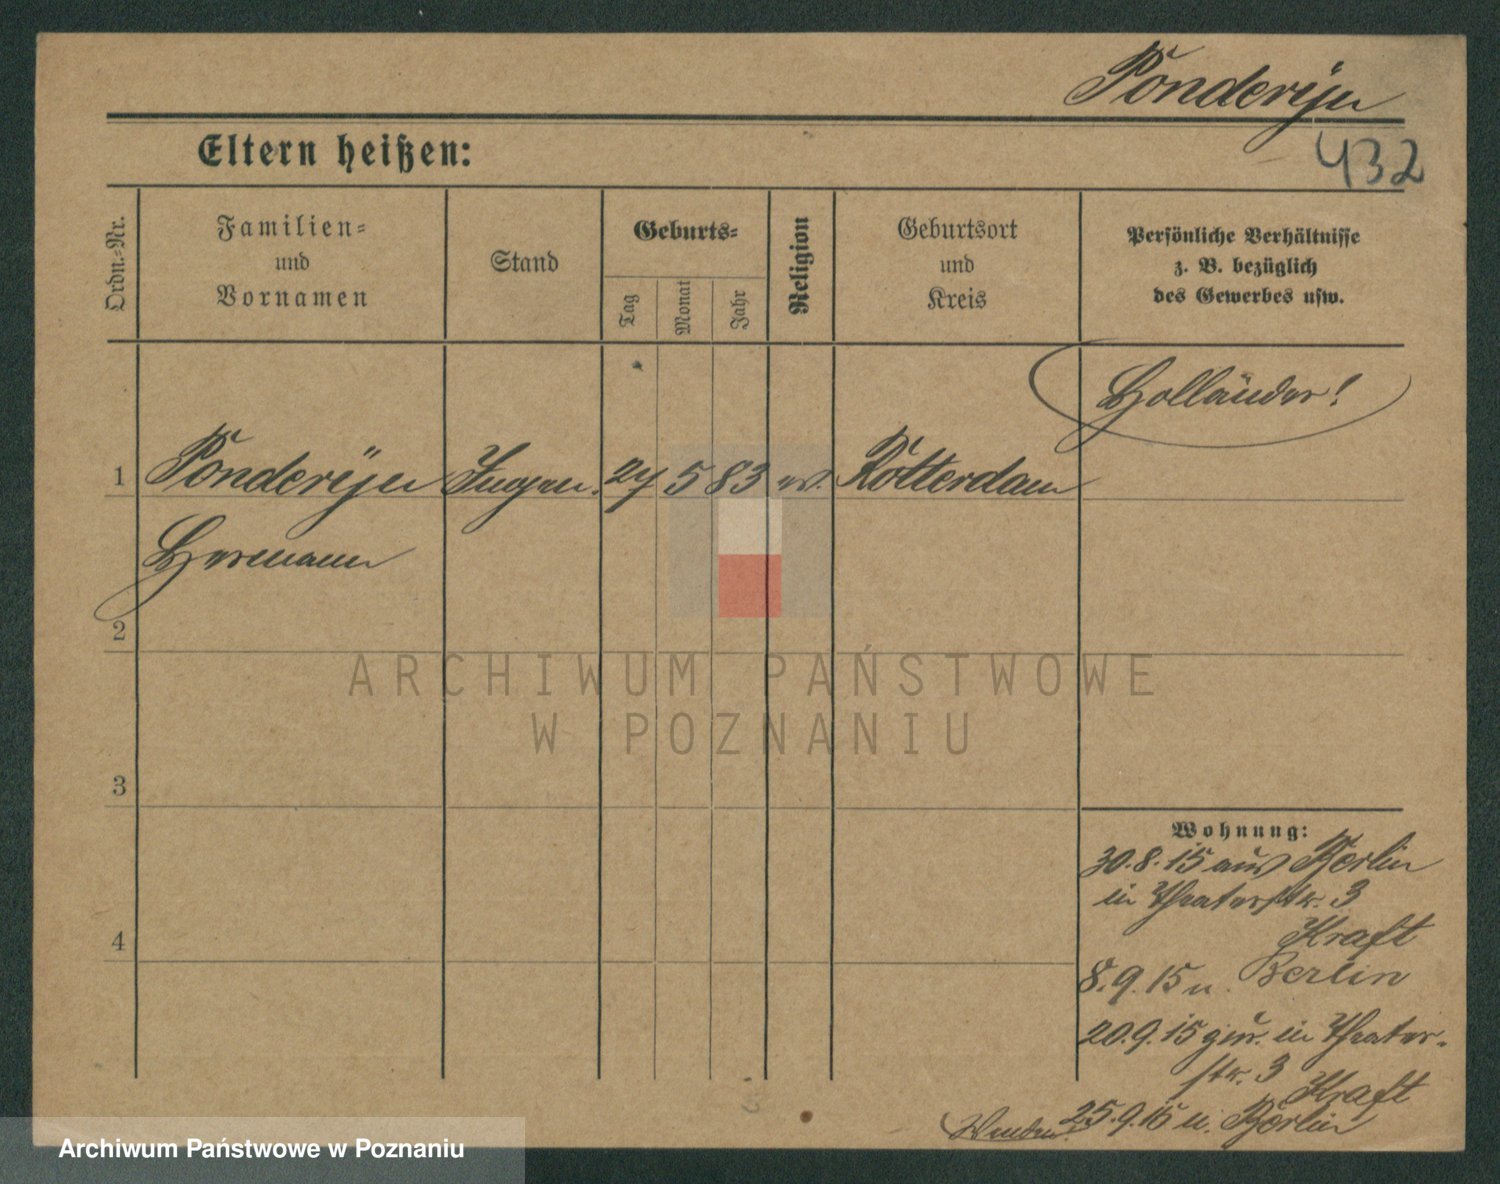 Ponderijn
432
Eltern heißen:
Ordn.-Nr.
Familien-
und
Vornamen
Stand
Geburts-
Tag
Monat
Jahr
Religion
Geburtsort
und
Kreis
Persönliche Verhältnisse
z. B. bezüglich
des Gewerbes usw.
Holländer!
1 Ponderijn 27 5 83 ev. Rotterdam
Hermann
2
3
4
Wohnung:
30.8.15 aus Berlin
in Theaterstr. 3
Kraft
8.9.15 n. Berlin
20.9.15 zur. in Theater-
str. 3 Kraft
25.9.15 n. Berlin
Wenden!
ARCHIWUM PAŃSTWOWE
W POZNANIU
Archiwum Państwowe w Poznaniu